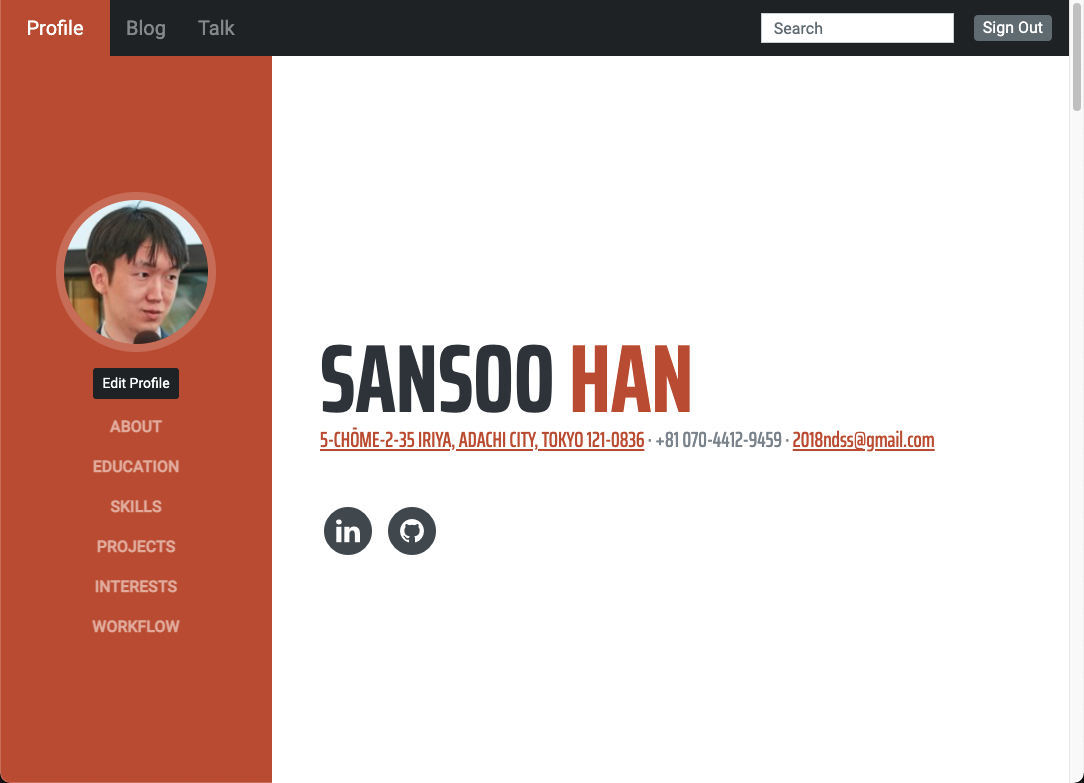 Profile Blog Talk Search Sign Out
Edit Profile
ABOUT
EDUCATION
SKILLS
PROJECTS
INTERESTS
WORKFLOW
SANSOO HAN
5-CHŌME-2-35 IRIYA, ADACHI CITY, TOKYO 121-0836 · +81 070-4412-9459 · 2018ndss@gmail.com
in